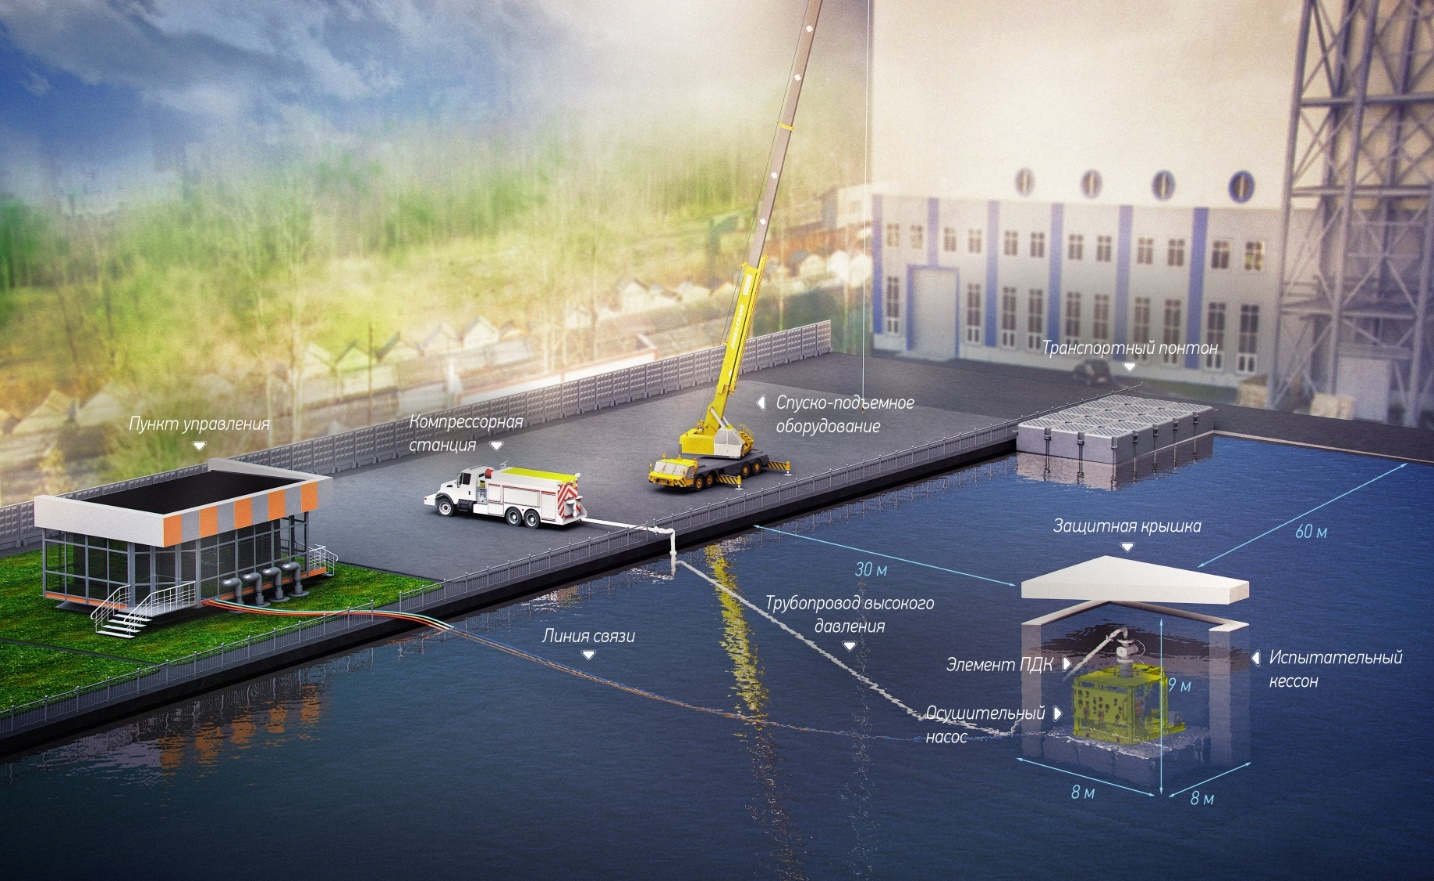 Транспортный понтон
Спуско-подъемное
оборудование
Компрессорная
станция
Пункт управления
Защитная крышка
60 м
30 м
Трубопровод высокого
давления
Линия связи
Элемент ПДК
Испытательный
кессон
9 м
Осушительный
насос
8 м
8 м